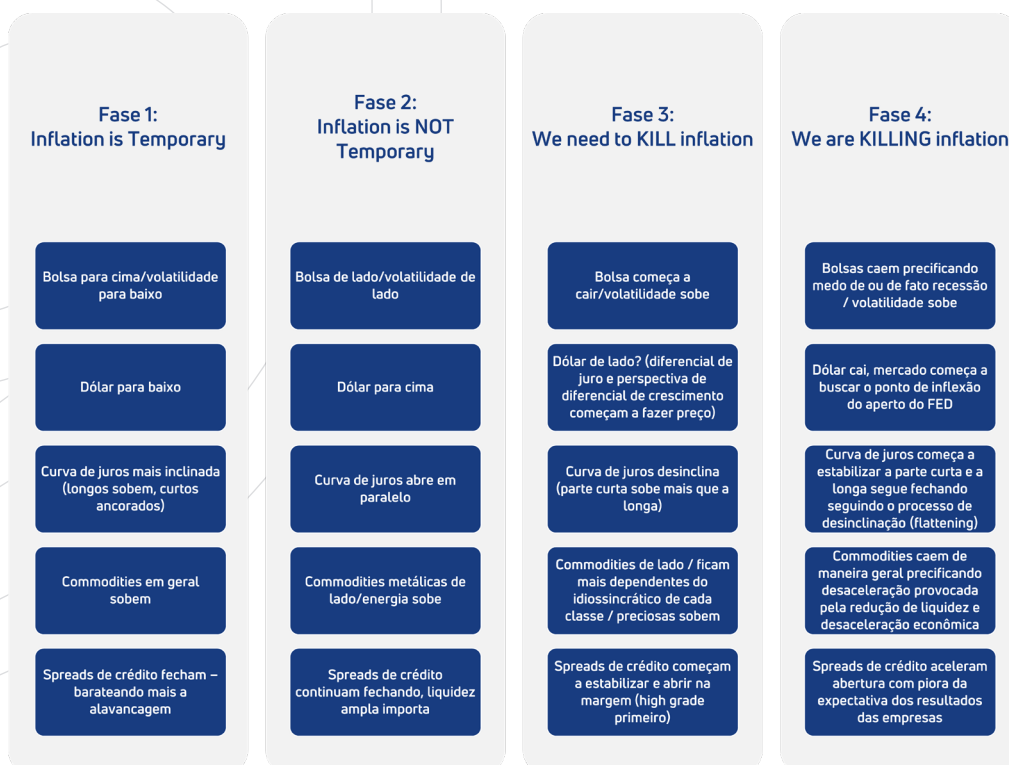 Fase 1:
Inflation is Temporary
Bolsa para cima/volatilidade
para baixo
Dólar para baixo
Curva de juros mais inclinada
(longos sobem, curtos
ancorados)
Commodities em geral
sobem
Spreads de crédito fecham –
barateando mais a
alavancagem
Fase 2:
Inflation is NOT
Temporary
Bolsa de lado/volatilidade de
lado
Dólar para cima
Curva de juros abre em
paralelo
Commodities metálicas de
lado/energia sobe
Spreads de crédito
continuam fechando, liquidez
ampla importa
Fase 3:
We need to KILL inflation
Bolsa começa a
cair/volatilidade sobe
Dólar de lado? (diferencial de
juro e perspectiva de
diferencial de crescimento
começam a fazer preço)
Curva de juros desinclina
(parte curta sobe mais que a
longa)
Commodities de lado / ficam
mais dependentes do
idiossincrático de cada
classe / preciosas sobem
Spreads de crédito começam
a estabilizar e abrir na
margem (high grade
primeiro)
Fase 4:
We are KILLING inflation
Bolsas caem precificando
medo de ou de fato recessão
/ volatilidade sobe
Dólar cai, mercado começa a
buscar o ponto de inflexão
do aperto do FED
Curva de juros começa a
estabilizar a parte curta e a
longa segue fechando
seguindo o processo de
desinclinação (flattening)
Commodities caem de
maneira geral precificando
desaceleração provocada
pela redução de liquidez e
desaceleração econômica
Spreads de crédito aceleram
abertura com piora da
expectativa dos resultados
das empresas